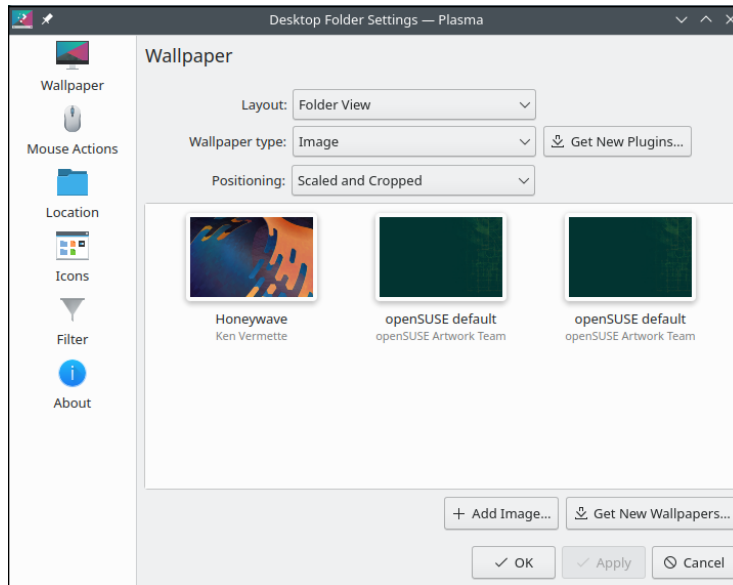 Desktop Folder Settings — Plasma
Wallpaper
Mouse Actions
Location
Icons
Filter
About
Wallpaper
Layout: Folder View
Wallpaper type: Image Get New Plugins...
Positioning: Scaled and Cropped
Honeywave openSUSE default openSUSE default
Ken Vermette openSUSE Artwork Team openSUSE Artwork Team
Add Image... Get New Wallpapers...
OK Apply Cancel